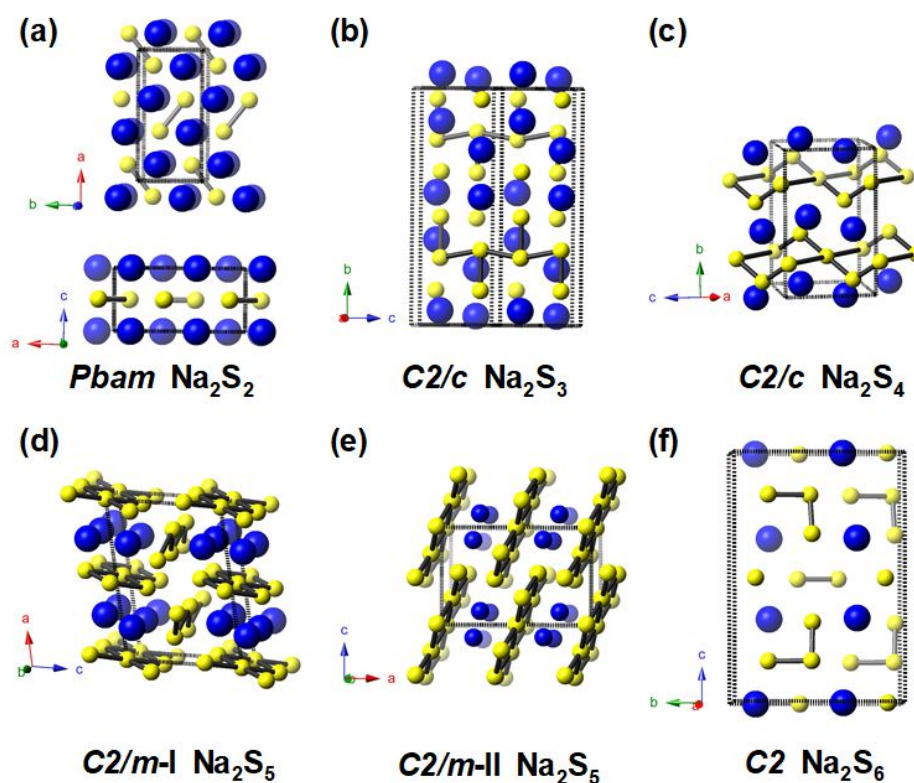 (a)
a
b
c
a
Pbam Na₂S₂
(b)
b
a
c
C2/c Na₂S₃
(c)
b
c
a
C2/c Na₂S₄
(d)
a
b
c
C2/m-I Na₂S₅
(e)
c
b
a
C2/m-II Na₂S₅
(f)
c
b
a
C2 Na₂S₆